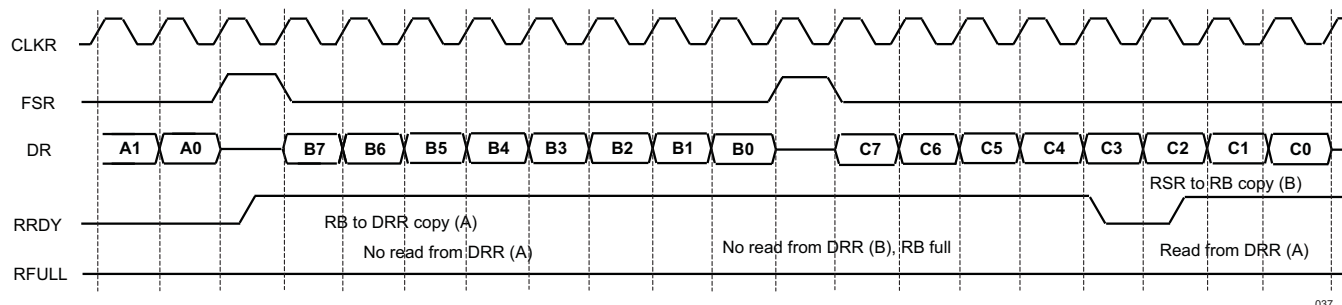 CLKR
FSR
DR A1 A0 B7 B6 B5 B4 B3 B2 B1 B0 C7 C6 C5 C4 C3 C2 C1 C0
RSR to RB copy (B)
RRDY RB to DRR copy (A)
No read from DRR (A) No read from DRR (B), RB full Read from DRR (A)
RFULL
037